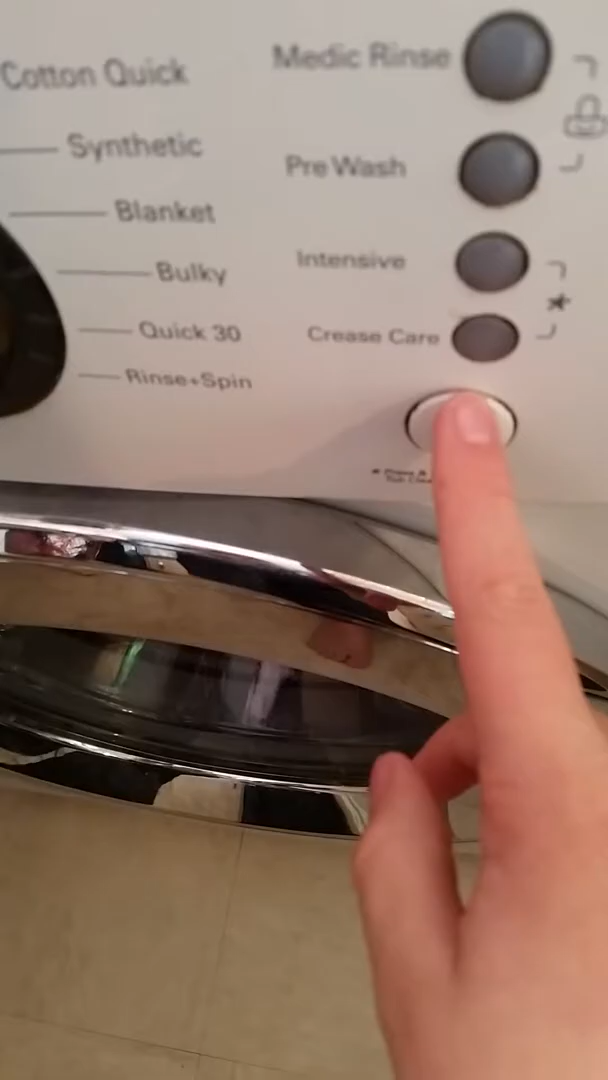 Cotton Quick
Synthetic
Blanket
Bulky
Quick 30
Rinse+Spin
Medic Rinse
Pre Wash
Intensive
Crease Care